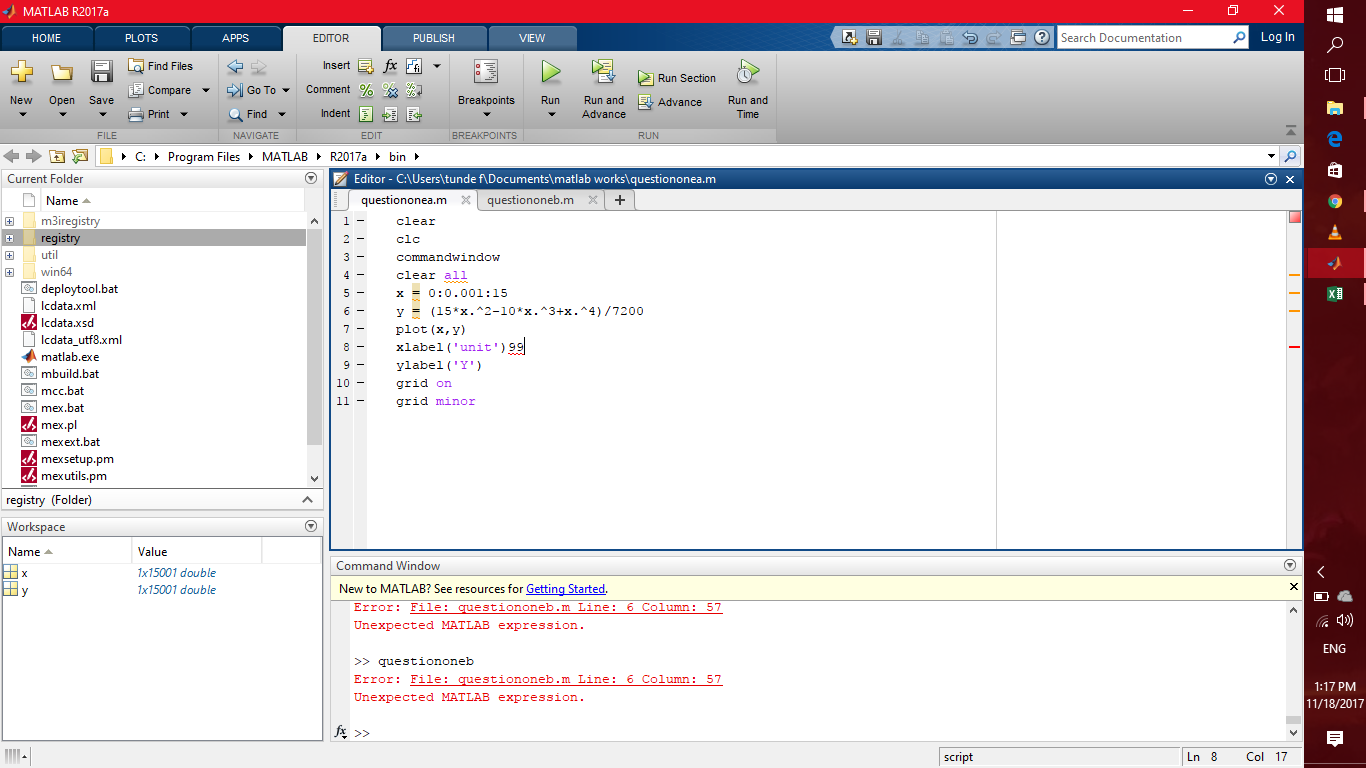 MATLAB R2017a
HOME PLOTS APPS EDITOR PUBLISH VIEW
Search Documentation
Log In
New
Open
Save
Find Files
Compare
Print
FILE
Go To
Find
NAVIGATE
Insert
Comment
Indent
EDIT
Breakpoints
BREAKPOINTS
Run
Run and
Advance
Run Section
Advance
Run and
Time
RUN
C: Program Files MATLAB R2017a bin
Current Folder
Name
m3iregistry
registry
util
win64
deploytool.bat
lcdata.xml
lcdata.xsd
lcdata_utf8.xml
matlab.exe
mbuild.bat
mcc.bat
mex.bat
mex.pl
mexext.bat
mexsetup.pm
mexutils.pm
registry (Folder)
Workspace
Name Value
x 1x15001 double
y 1x15001 double
Editor - C:\Users\tunde f\Documents\matlab works\questiononea.m
questiononea.m questiononeb.m
1 clear
2 clc
3 commandwindow
4 clear all
5 x = 0:0.001:15
6 y = (15*x.^2-10*x.^3+x.^4)/7200
7 plot(x,y)
8 xlabel('unit')99
9 ylabel('Y')
10 grid on
11 grid minor
Command Window
New to MATLAB? See resources for Getting Started.
Error: File: questiononeb.m Line: 6 Column: 57
Unexpected MATLAB expression.
>> questiononeb
Error: File: questiononeb.m Line: 6 Column: 57
Unexpected MATLAB expression.
fx >>
script
Ln 8 Col 17
ENG
1:17 PM
11/18/2017